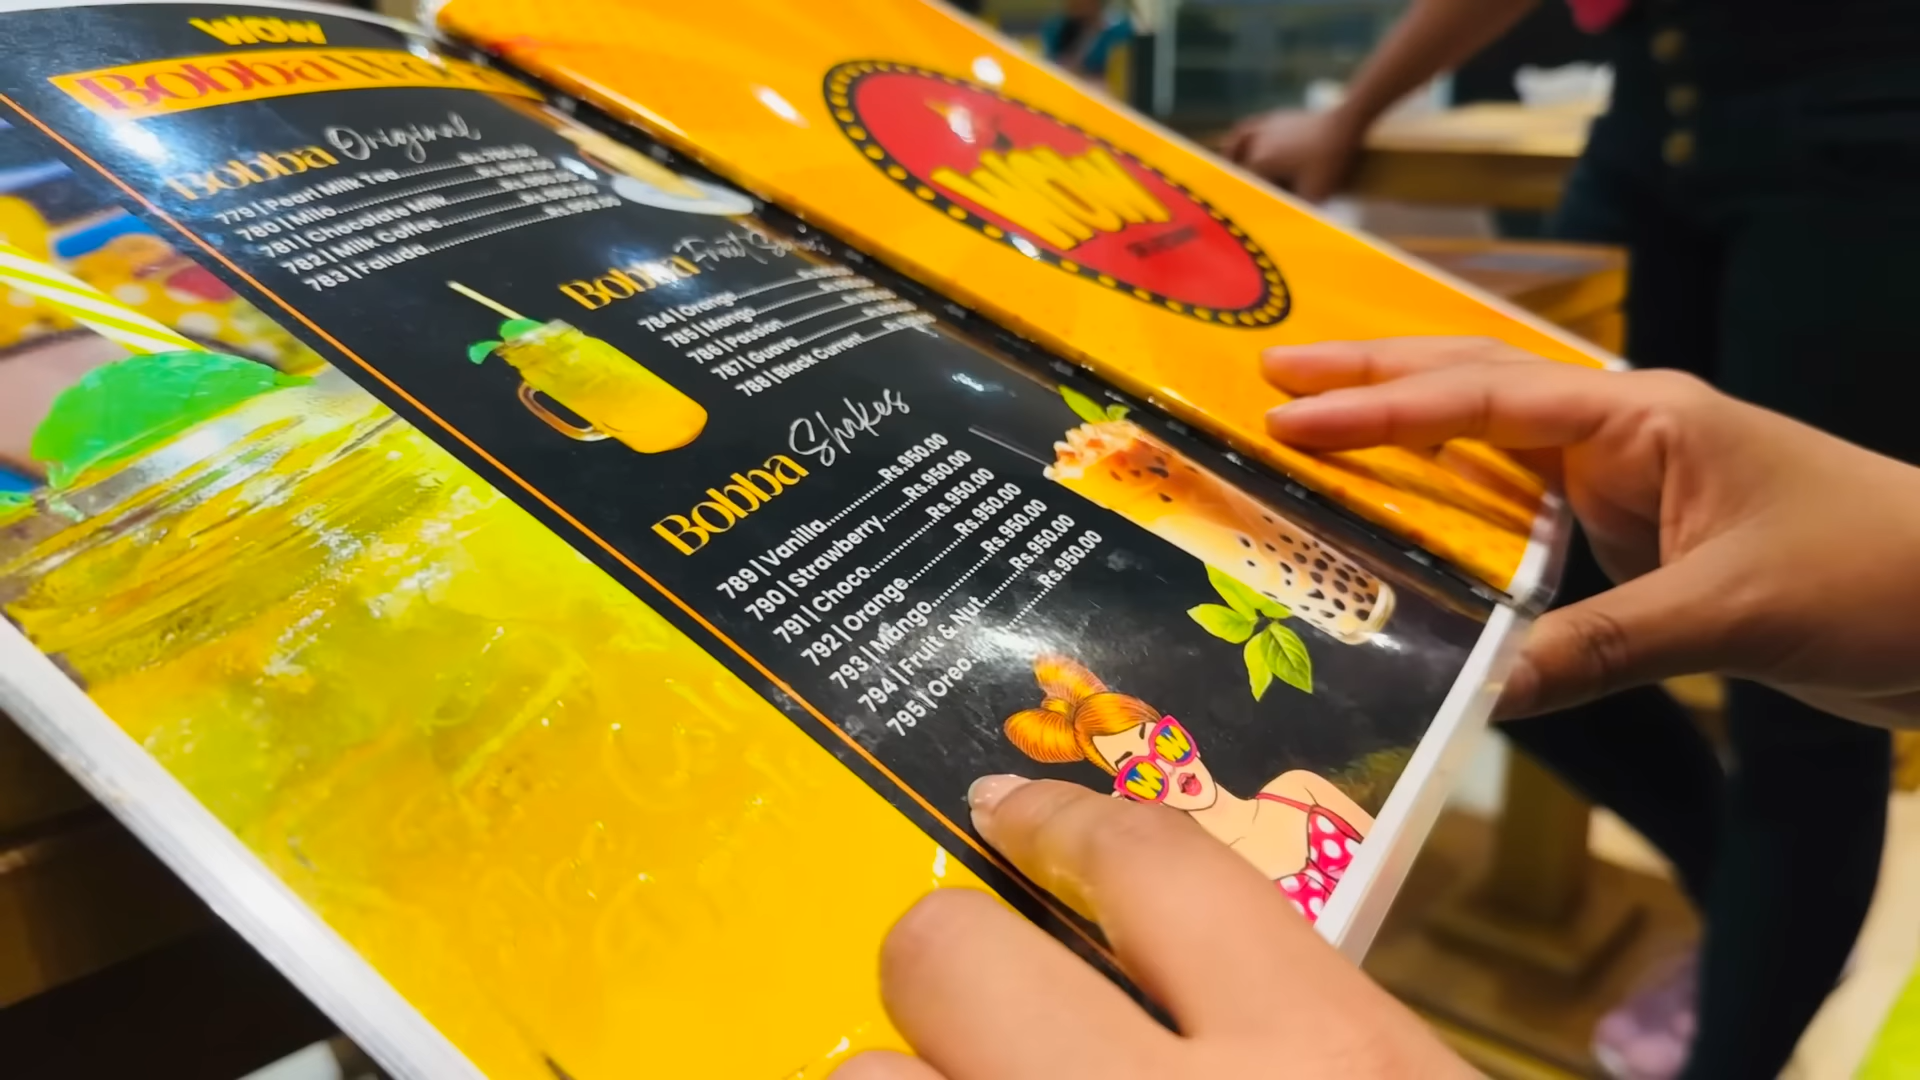 WOW
Bobba
Bobba Original
779 | Pearl Milk Tea
780 | Milo
781 | Chocolate Milk
782 | Milk Coffee
783 | Faluda
Bobba Fruit
784 | Orange
785 | Mango
786 | Passion
787 | Guava
788 | Black Current
Bobba Shakes
789 | Vanilla...............Rs.950.00
790 | Strawberry........Rs.950.00
791 | Choco...................Rs.950.00
792 | Orange................Rs.950.00
793 | Mango..................Rs.950.00
794 | Fruit & Nut..........Rs.950.00
795 | Oreo.....................Rs.950.00
WOW